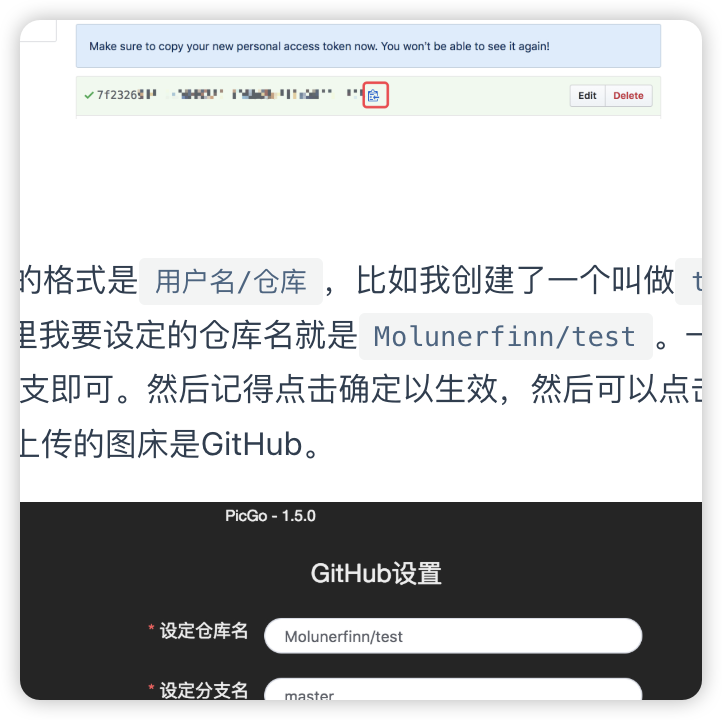 Make sure to copy your new personal access token now. You won't be able to see it again!
7f23265
Edit Delete
的格式是 用户名/仓库 ，比如我创建了一个叫做 t
里我要设定的仓库名就是 Molunerfinn/test 。一
支即可。然后记得点击确定以生效，然后可以点击
上传的图床是GitHub。
PicGo - 1.5.0
GitHub设置
* 设定仓库名 Molunerfinn/test
* 设定分支名 master